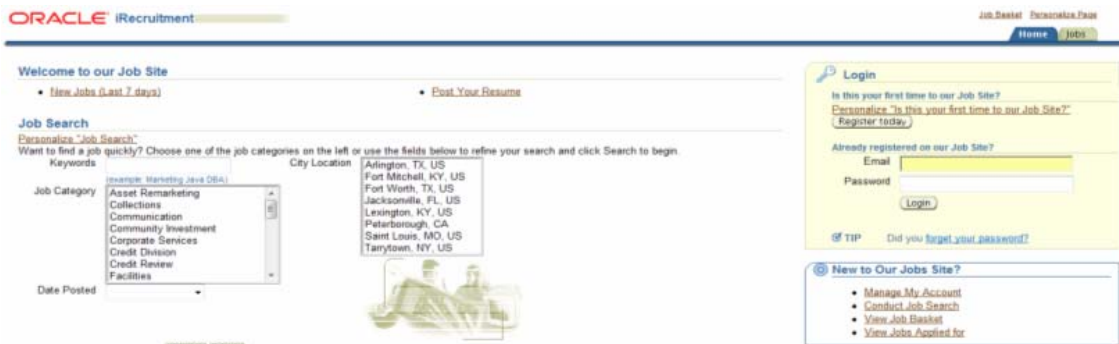 ORACLE iRecruitment
Job Basket Personalize Page
Home Jobs
Welcome to our Job Site
New Jobs (Last 7 days)
Post Your Resume
Job Search
Personalize "Job Search"
Want to find a job quickly? Choose one of the job categories on the left or use the fields below to refine your search and click Search to begin.
Keywords
(example: Marketing Java DBA)
Job Category
Asset Remarketing
Collections
Communication
Community Investment
Corporate Services
Credit Division
Credit Review
Facilities
City Location
Arlington, TX, US
Fort Mitchell, KY, US
Fort Worth, TX, US
Jacksonville, FL, US
Lexington, KY, US
Peterborough, CA
Saint Louis, MO, US
Tarrytown, NY, US
Date Posted
Login
Is this your first time to our Job Site?
Personalize "Is this your first time to our Job Site?"
Register today
Already registered on our Job Site?
Email
Password
Login
TIP Did you forget your password?
New to Our Jobs Site?
Manage My Account
Conduct Job Search
View Job Basket
View Jobs Applied for